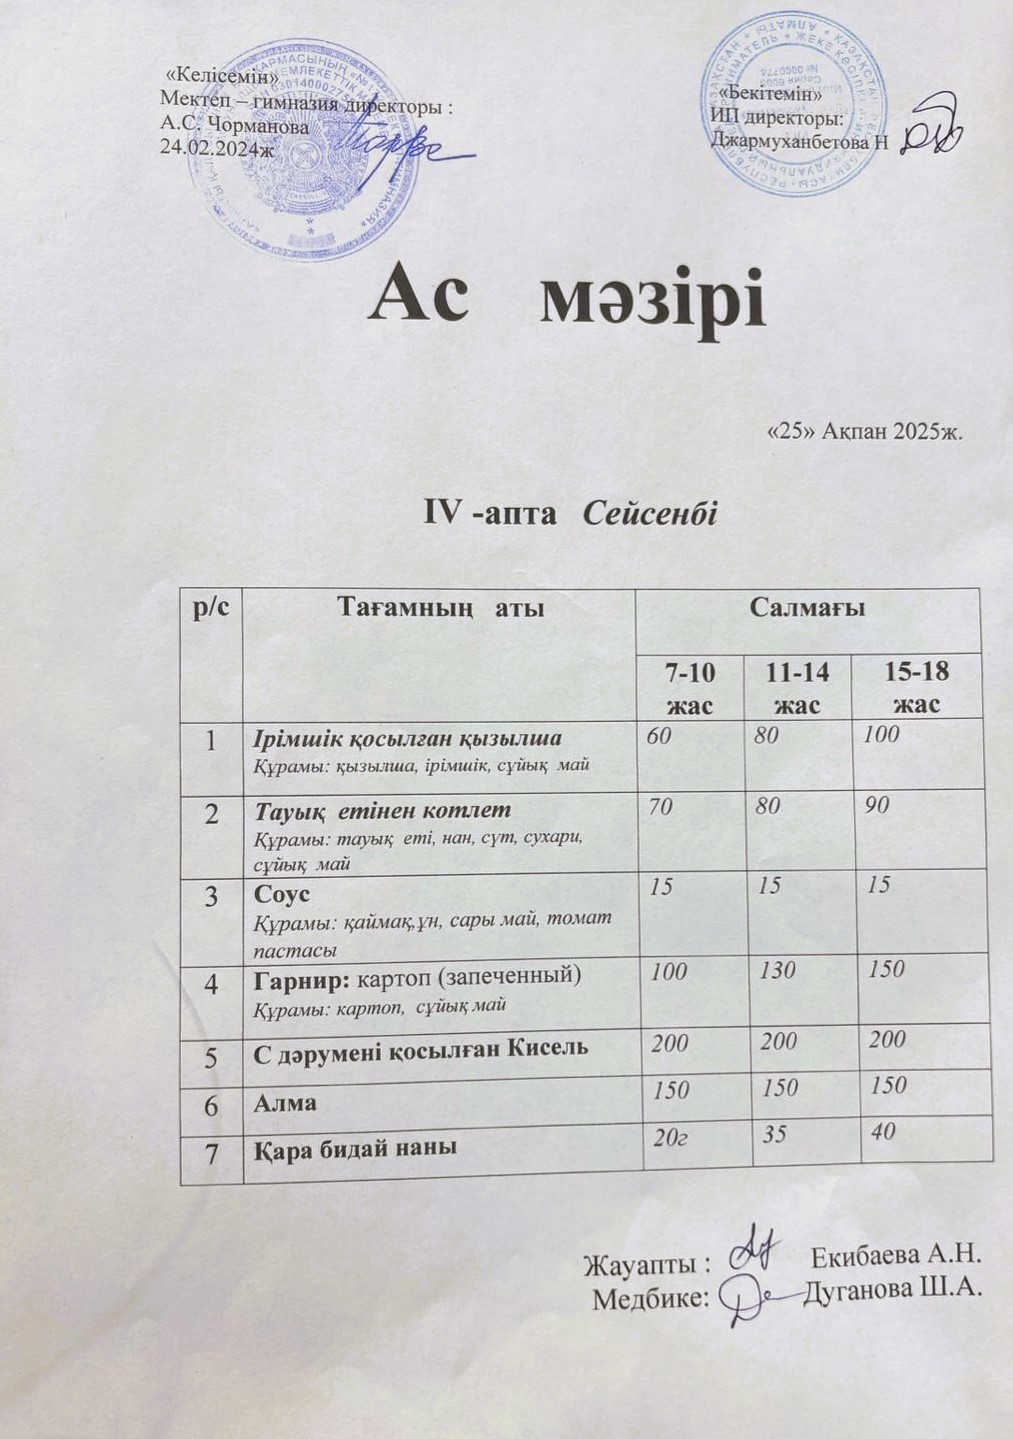 «Келісемін»
Мектеп – гимназия директоры :
А.С. Чорманова
24.02.2024ж
«Бекітемін»
ИП директоры:
Джармуханбетова Н
Ас мәзірі
«25» Ақпан 2025ж.
IV -апта Сейсенбі
р/с Тағамның аты Салмағы
7-10 жас 11-14 жас 15-18 жас
1 Ірімшік қосылған қызылша 60 80 100
Құрамы: қызылша, ірімшік, сұйық май
2 Тауық етінен котлет 70 80 90
Құрамы: тауық еті, нан, сүт, сухари,
сұйық май
3 Соус 15 15 15
Құрамы: қаймақ,ұн, сары май, томат
пастасы
4 Гарнир: картоп (запеченный) 100 130 150
Құрамы: картоп, сұйық май
5 С дәрумені қосылған Кисель 200 200 200
6 Алма 150 150 150
7 Қара бидай наны 20г 35 40
Жауапты : Екибаева А.Н.
Медбике: Дуганова Ш.А.